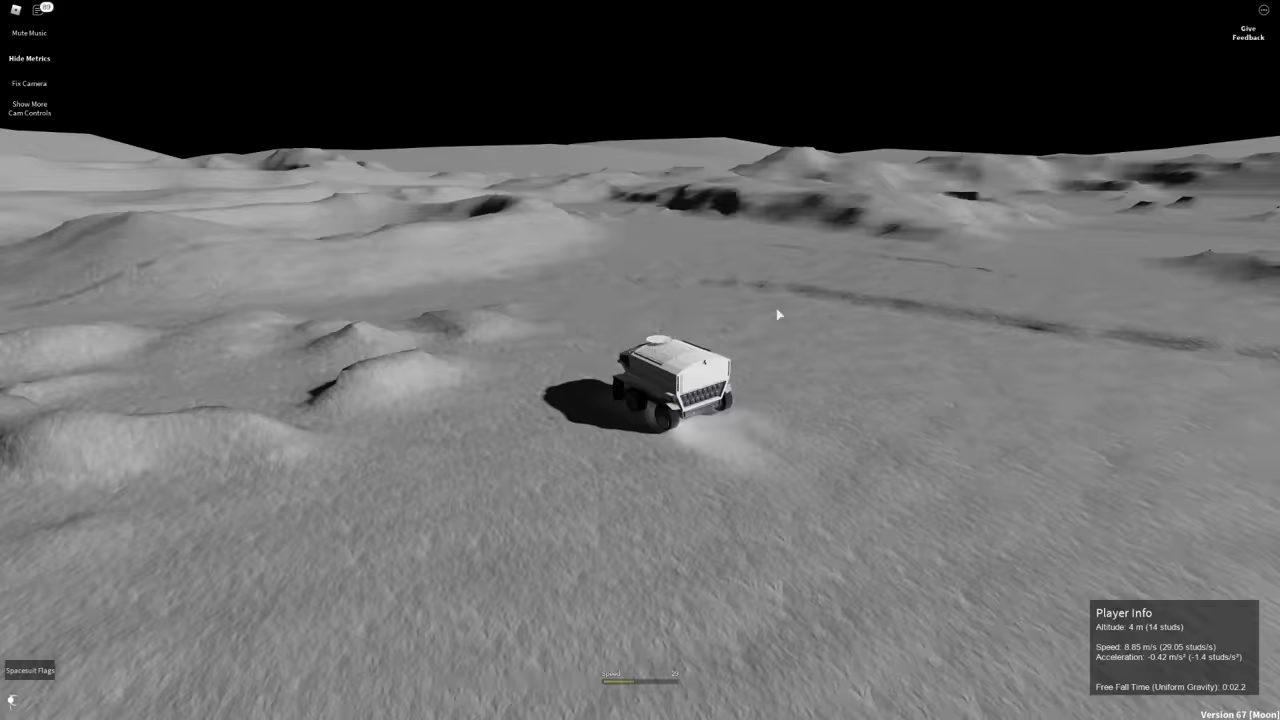 89
Mute Music
Give
Feedback
Hide Metrics
Fix Camera
Show More
Cam Controls
Player Info
Altitude: 4 m (14 studs)
Speed: 8.85 m/s (29.05 studs/s)
Acceleration: -0.42 m/s² (-1.4 studs/s²)
Free Fall Time (Uniform Gravity): 0:02.2
Spacesuit Flags
Speed
29
Version 67 [Moon]